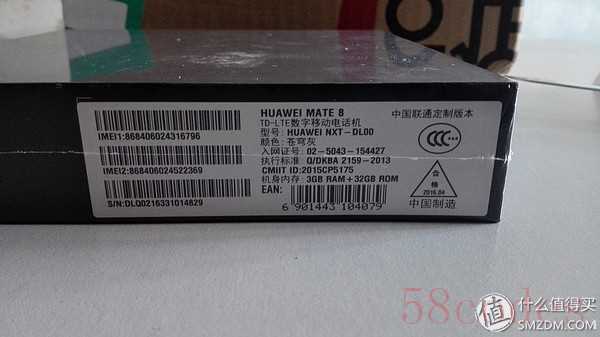 IMEI1:868406024316796
IMEI2:868406024522369
S/N:DLQ0216331014829
HUAWEI MATE 8
TD-LTE数字移动电话机
型号: HUAWEI NXT-DL00
颜色: 苍穹灰
入网证号: 02-5043-154427
执行标准: Q/DKBA 2159-2013
CMIIT ID:2015CP5175
机身内存: 3GB RAM+32GB ROM
EAN:
6 901443 104079
中国联通定制版本
CCC
合
格
2016.04
中国制造
值 什么值得买
SMZDM.COM